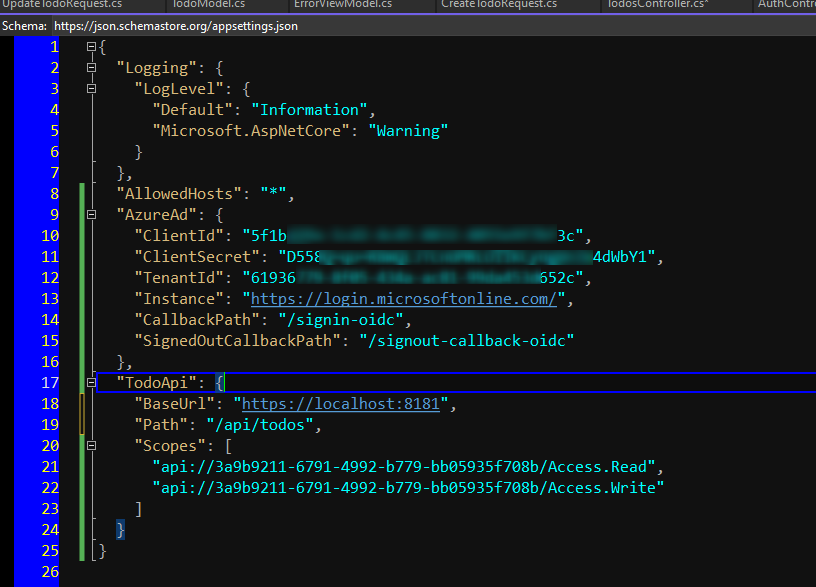 UpdateTodoRequest.cs TodoModel.cs ErrorViewModel.cs CreateTodoRequest.cs TodosController.cs* AuthContr
Schema: https://json.schemastore.org/appsettings.json
1 {
2 "Logging": {
3 "LogLevel": {
4 "Default": "Information",
5 "Microsoft.AspNetCore": "Warning"
6 }
7 },
8 "AllowedHosts": "*",
9 "AzureAd": {
10 "ClientId": "5f1b 3c",
11 "ClientSecret": "D558 4dWbY1",
12 "TenantId": "61936 652c",
13 "Instance": "https://login.microsoftonline.com/",
14 "CallbackPath": "/signin-oidc",
15 "SignedOutCallbackPath": "/signout-callback-oidc"
16 },
17 "TodoApi": {
18 "BaseUrl": "https://localhost:8181",
19 "Path": "/api/todos",
20 "Scopes": [
21 "api://3a9b9211-6791-4992-b779-bb05935f708b/Access.Read",
22 "api://3a9b9211-6791-4992-b779-bb05935f708b/Access.Write"
23 ]
24 }
25 }
26